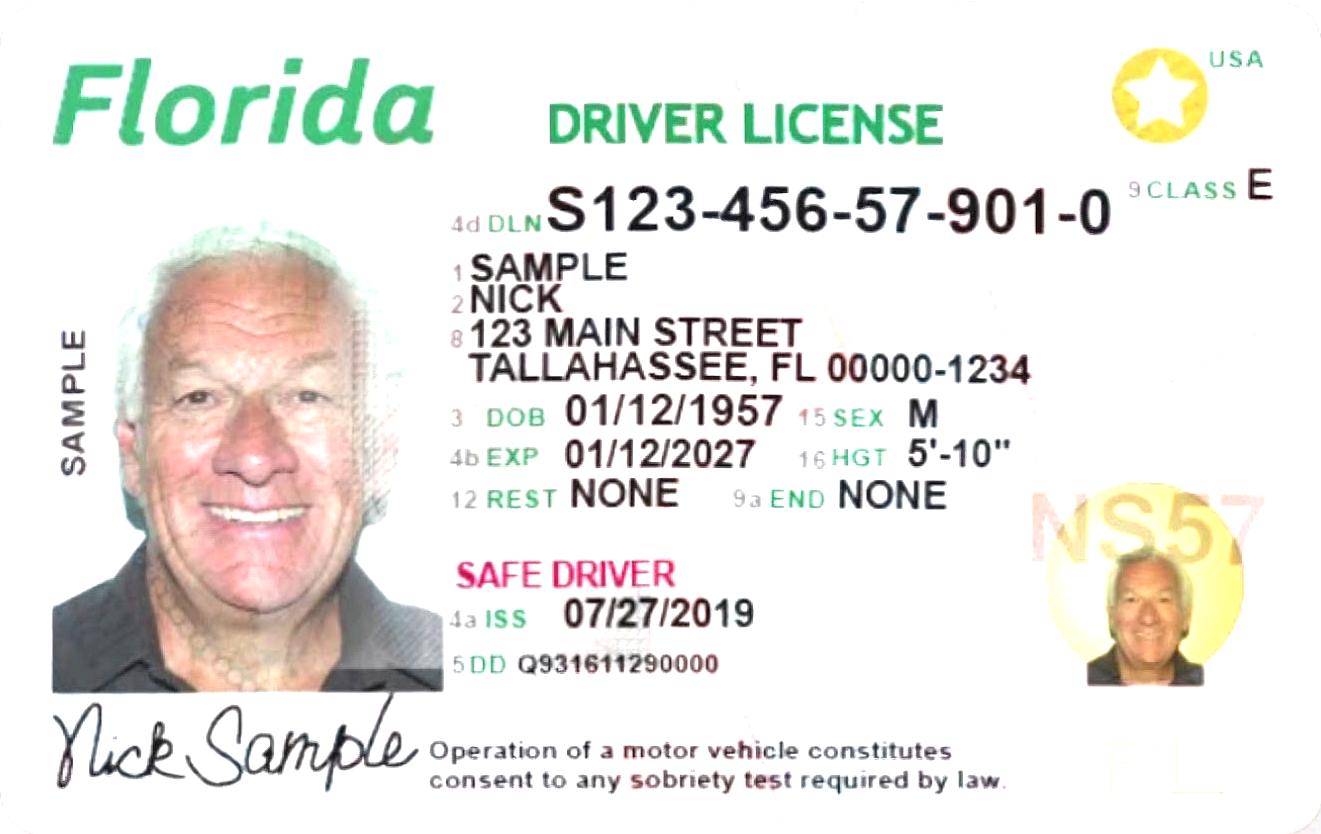 Florida
DRIVER LICENSE
USA
9 CLASS E
4d DLN S123-456-57-901-0
1 SAMPLE
2 NICK
8 123 MAIN STREET
TALLAHASSEE, FL 00000-1234
3 DOB 01/12/1957 15 SEX M
4b EXP 01/12/2027 16 HGT 5'-10"
12 REST NONE 9a END NONE
SAMPLE
NS57
SAFE DRIVER
4a ISS 07/27/2019
5 DD Q931611290000
Nick Sample
Operation of a motor vehicle constitutes
consent to any sobriety test required by law.
FL